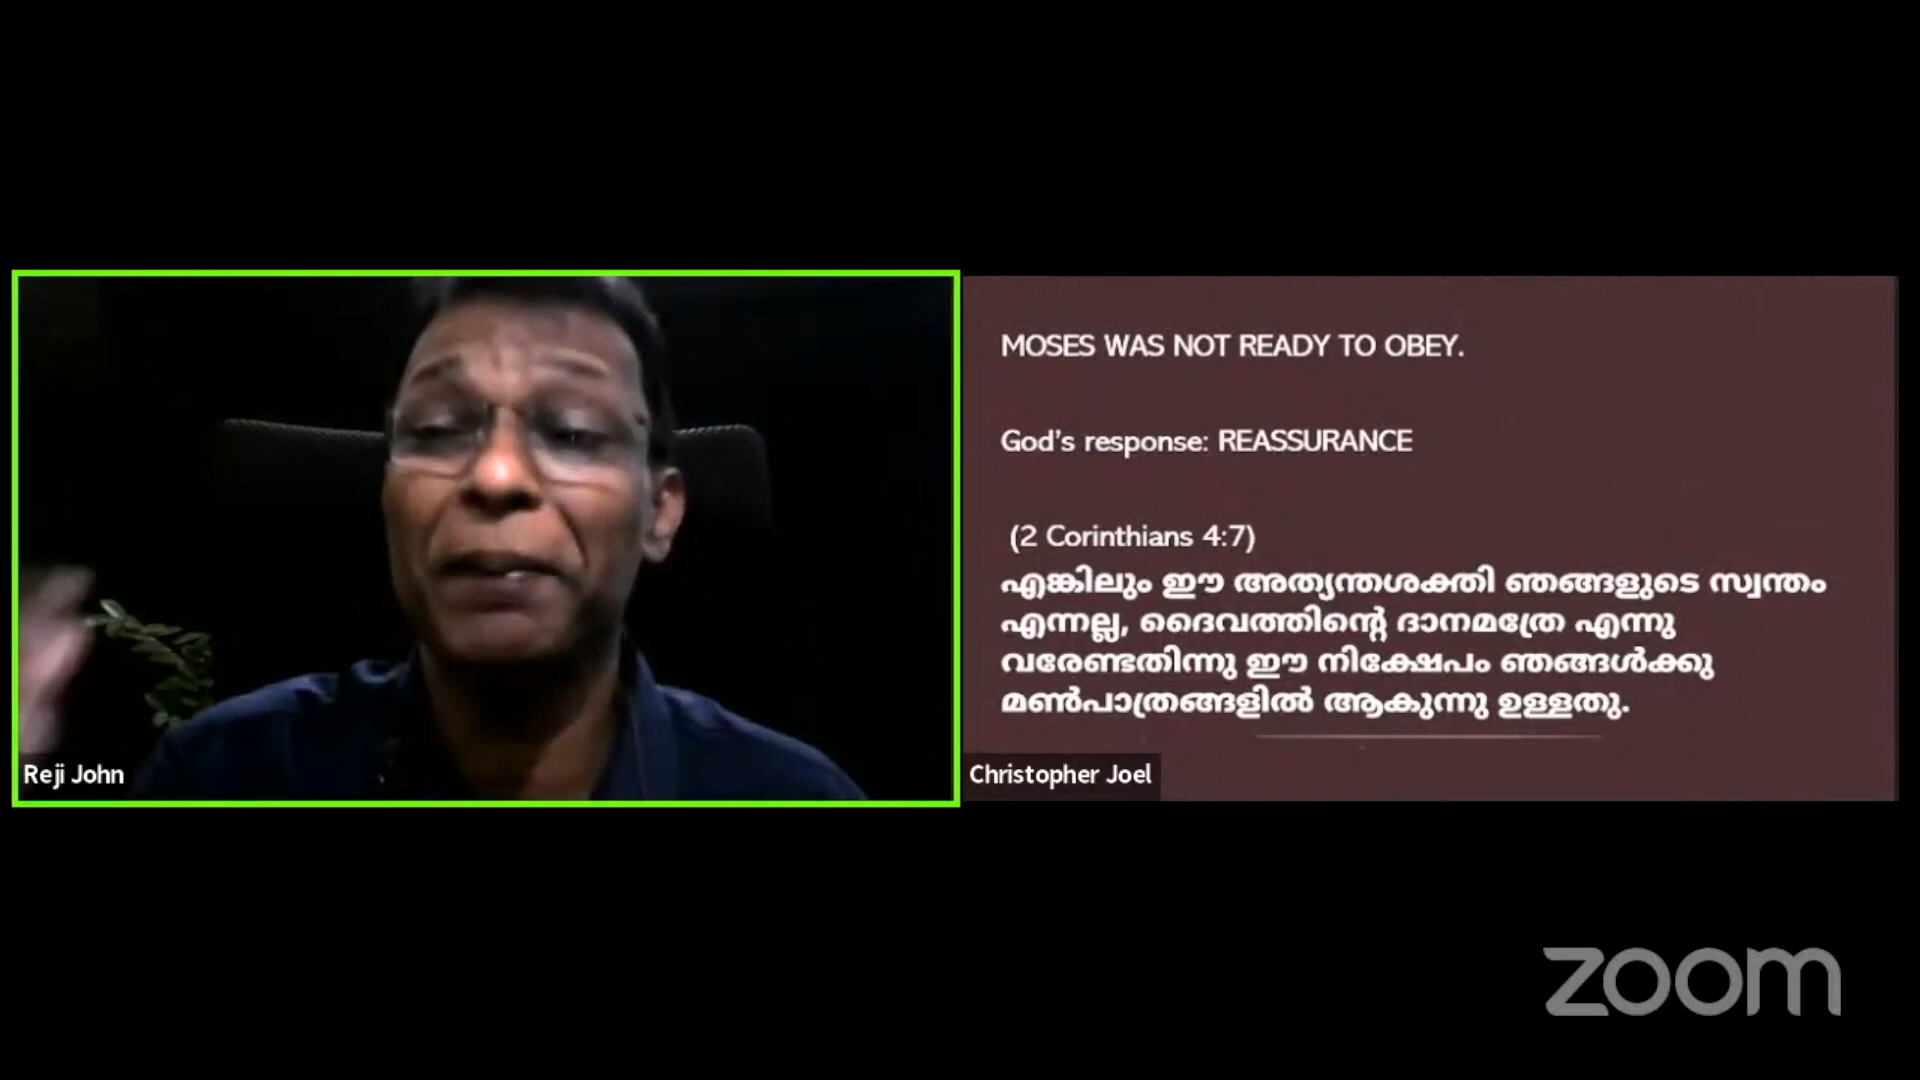 MOSES WAS NOT READY TO OBEY.
God's response: REASSURANCE
(2 Corinthians 4:7)
എങ്കിലും ഈ അത്യന്തശക്തി ഞങ്ങളുടെ സ്വന്തം
എന്നല്ല, ദൈവത്തിന്റെ ദാനമത്രേ എന്നു
വരേണ്ടതിന്നു ഈ നിക്ഷേപം ഞങ്ങൾക്കു
മൺപാത്രങ്ങളിൽ ആകുന്നു ഉള്ളതു.
Reji John
Christopher Joel
zoom